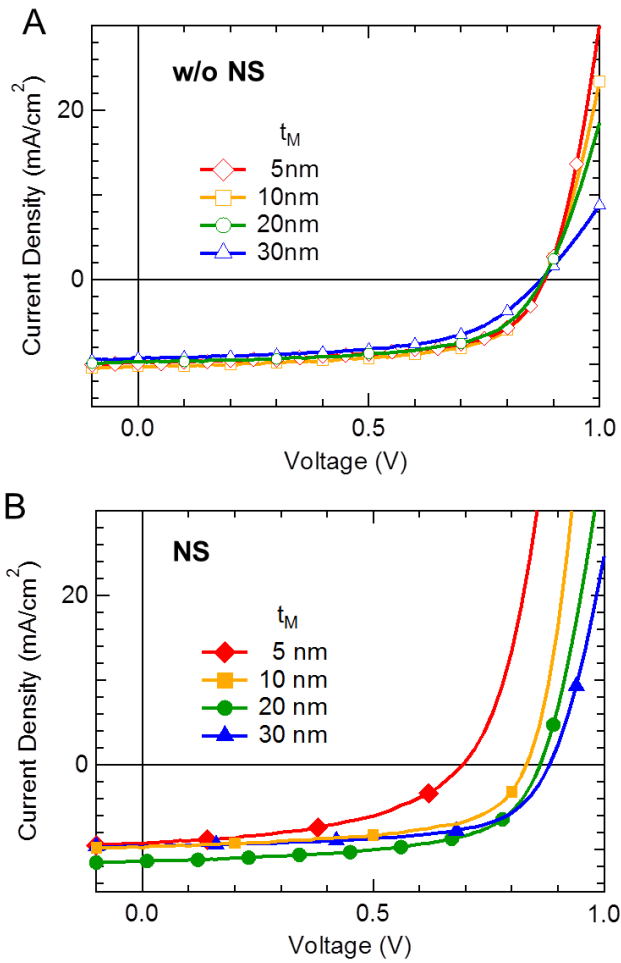 A
w/o NS
t_M
5nm
10nm
20nm
30nm
20
0
Current Density (mA/cm²)
0.0
0.5
1.0
Voltage (V)
B
NS
t_M
5 nm
10 nm
20 nm
30 nm
20
0
Current Density (mA/cm²)
0.0
0.5
1.0
Voltage (V)